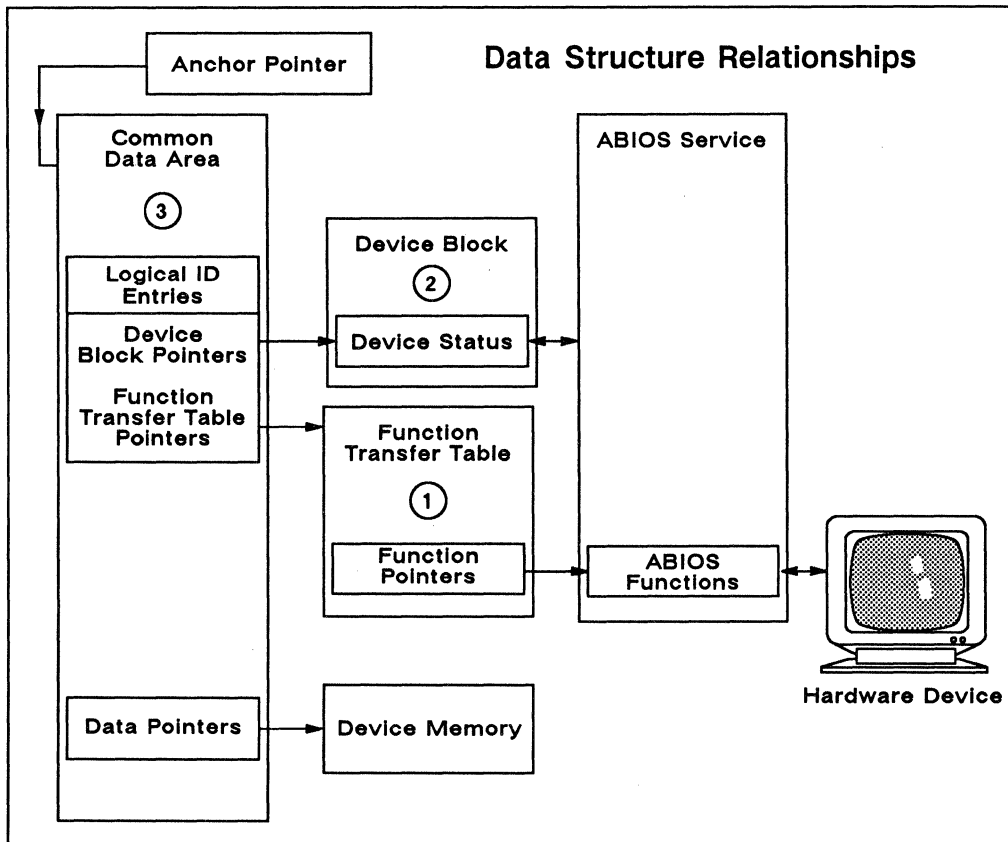 Data Structure Relationships
Anchor Pointer
Common
Data Area
3
Logical ID
Entries
Device
Block Pointers
Function
Transfer Table
Pointers
Data Pointers
Device Block
2
Device Status
Function
Transfer Table
1
Function
Pointers
Device Memory
ABIOS Service
ABIOS
Functions
Hardware Device